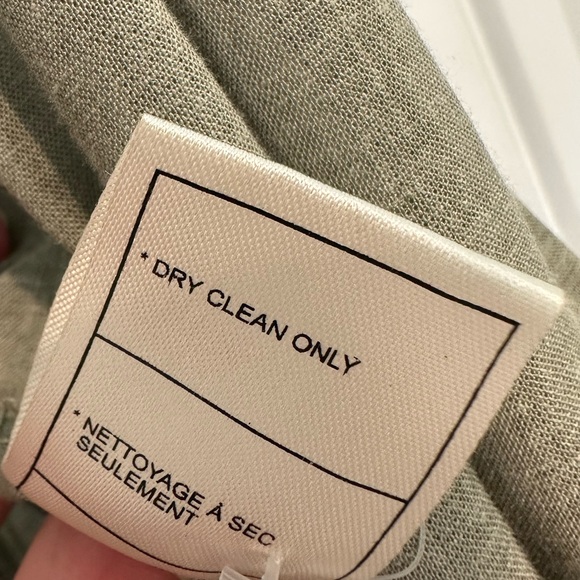 * DRY CLEAN ONLY
* NETTOYAGE À SEC
SEULEMENT